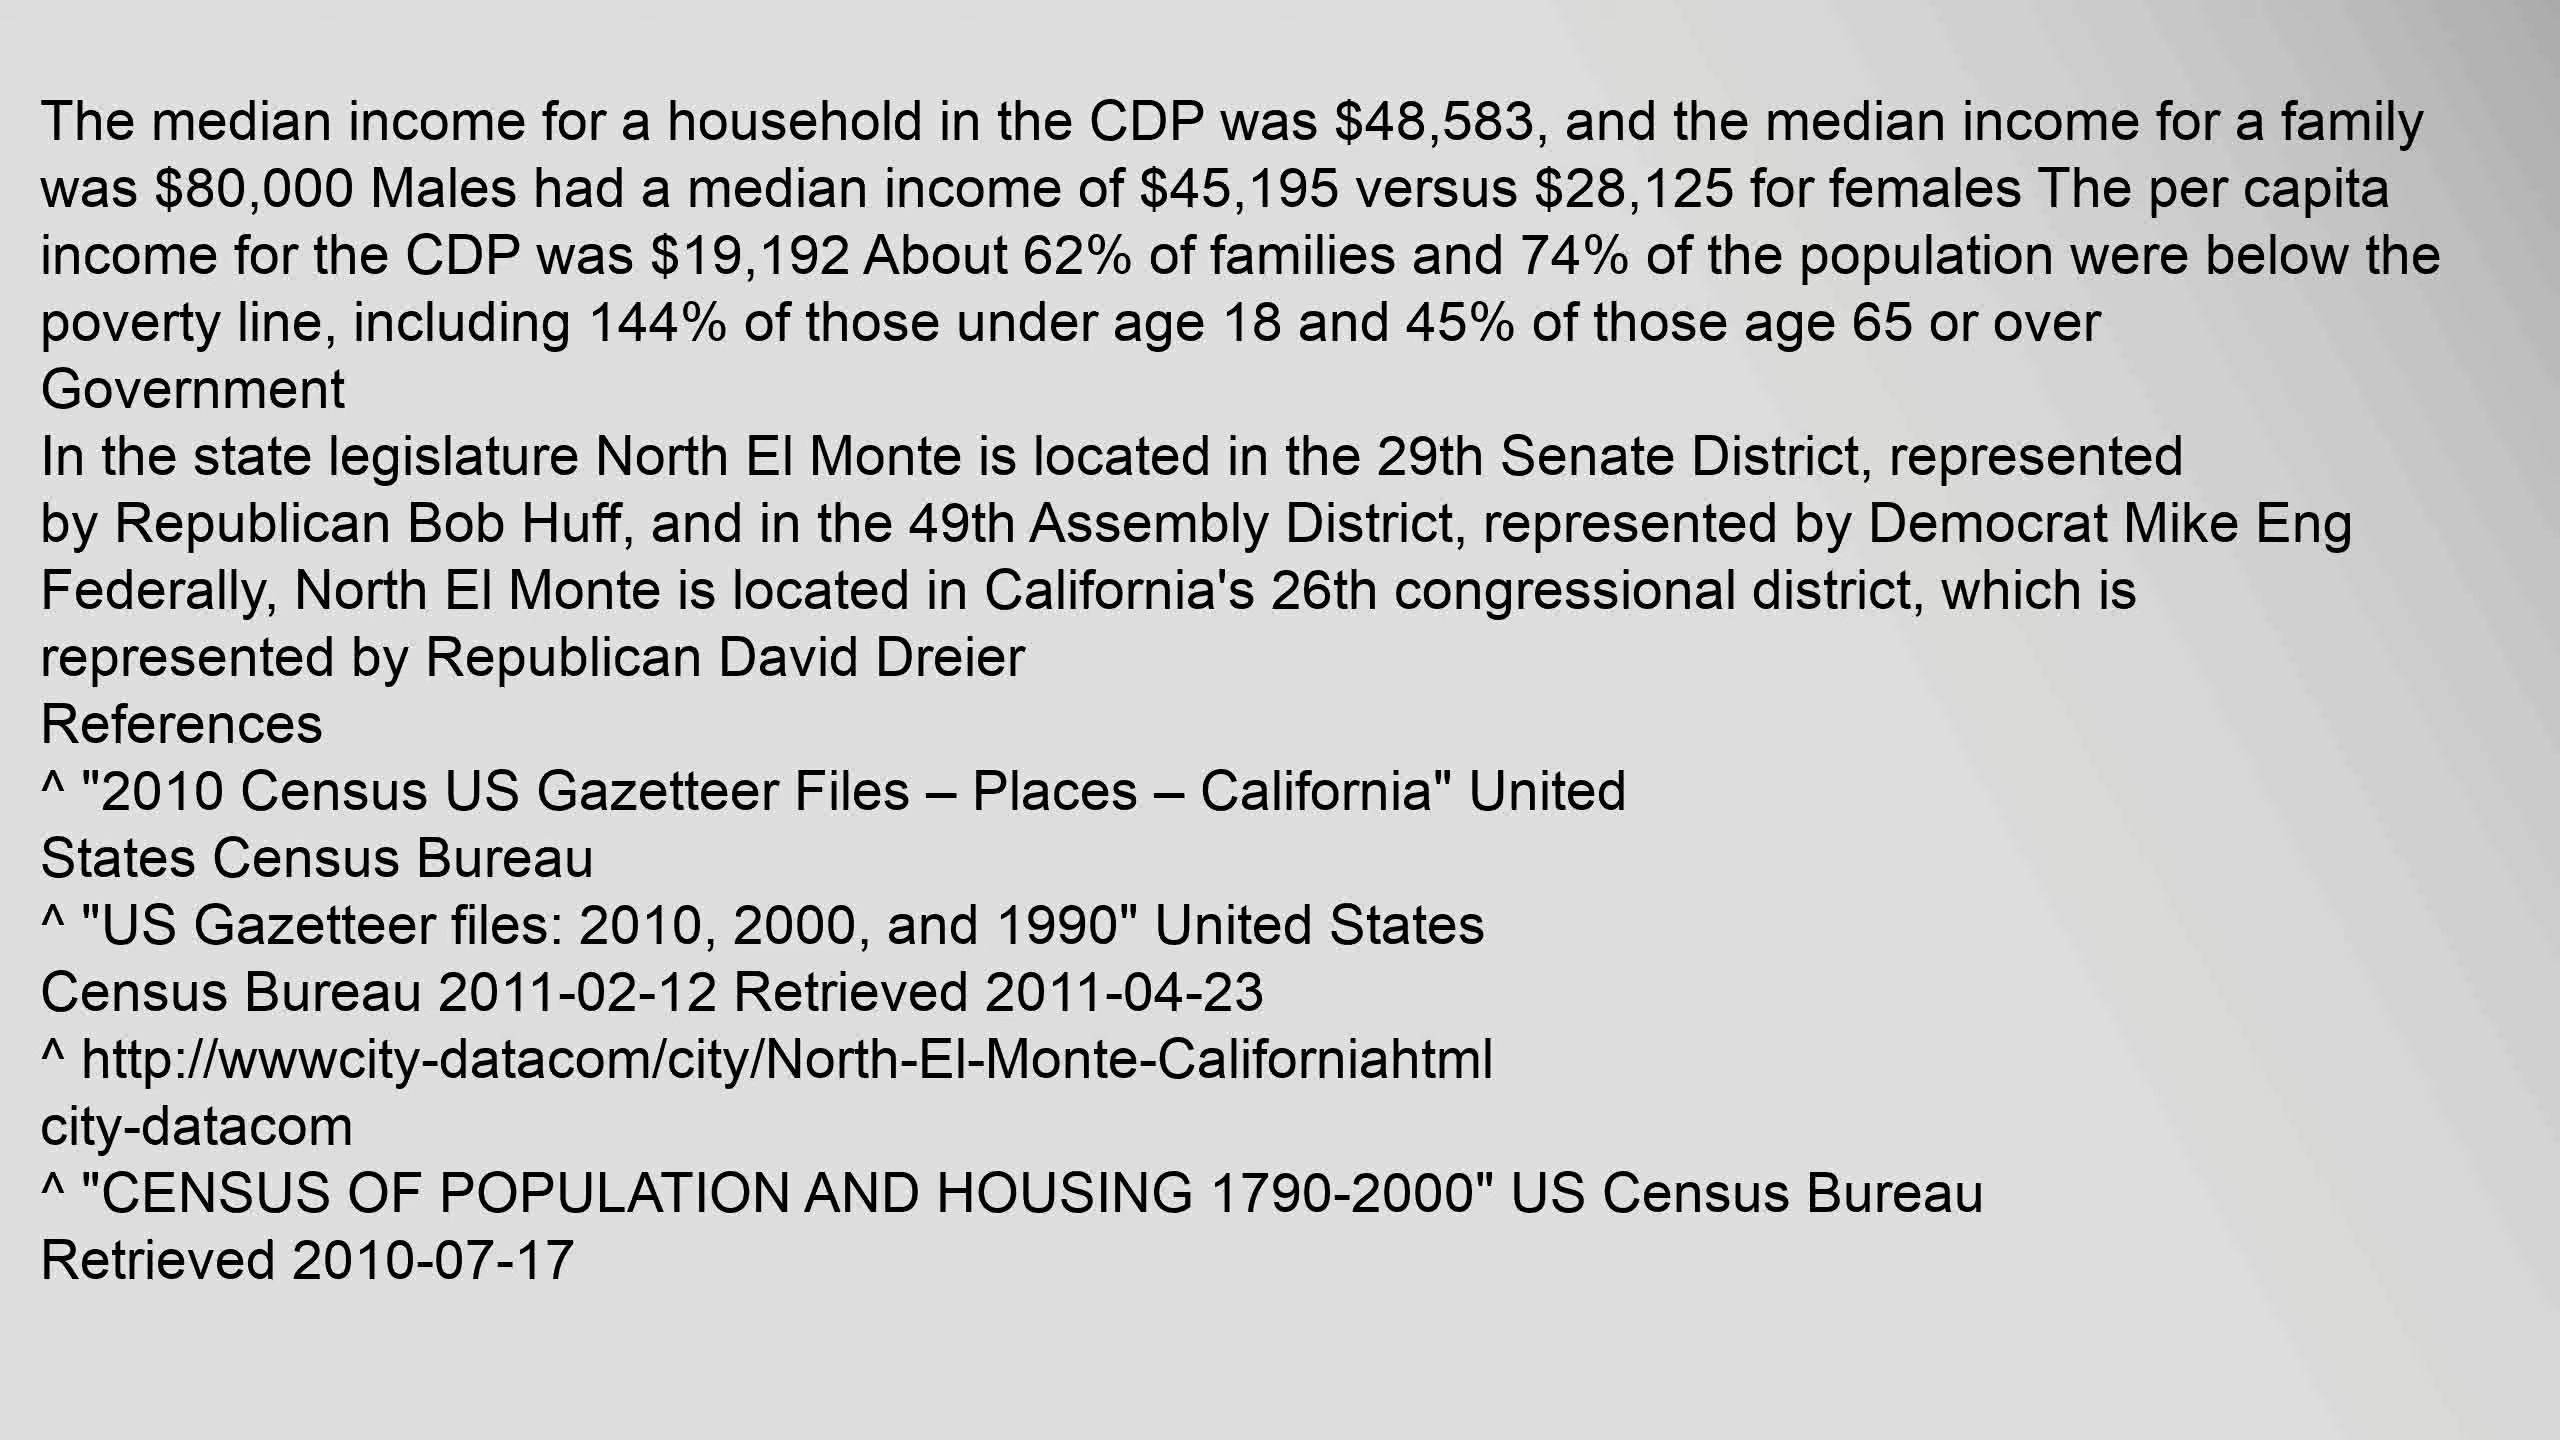 The median income for a household in the CDP was $48,583, and the median income for a family
was $80,000 Males had a median income of $45,195 versus $28,125 for females The per capita
income for the CDP was $19,192 About 62% of families and 74% of the population were below the
poverty line, including 144% of those under age 18 and 45% of those age 65 or over
Government
In the state legislature North El Monte is located in the 29th Senate District, represented
by Republican Bob Huff, and in the 49th Assembly District, represented by Democrat Mike Eng
Federally, North El Monte is located in California's 26th congressional district, which is
represented by Republican David Dreier
References
^ "2010 Census US Gazetteer Files – Places – California" United
States Census Bureau
^ "US Gazetteer files: 2010, 2000, and 1990" United States
Census Bureau 2011-02-12 Retrieved 2011-04-23
^ http://wwwcity-datacom/city/North-El-Monte-Californiahtml
city-datacom
^ "CENSUS OF POPULATION AND HOUSING 1790-2000" US Census Bureau
Retrieved 2010-07-17